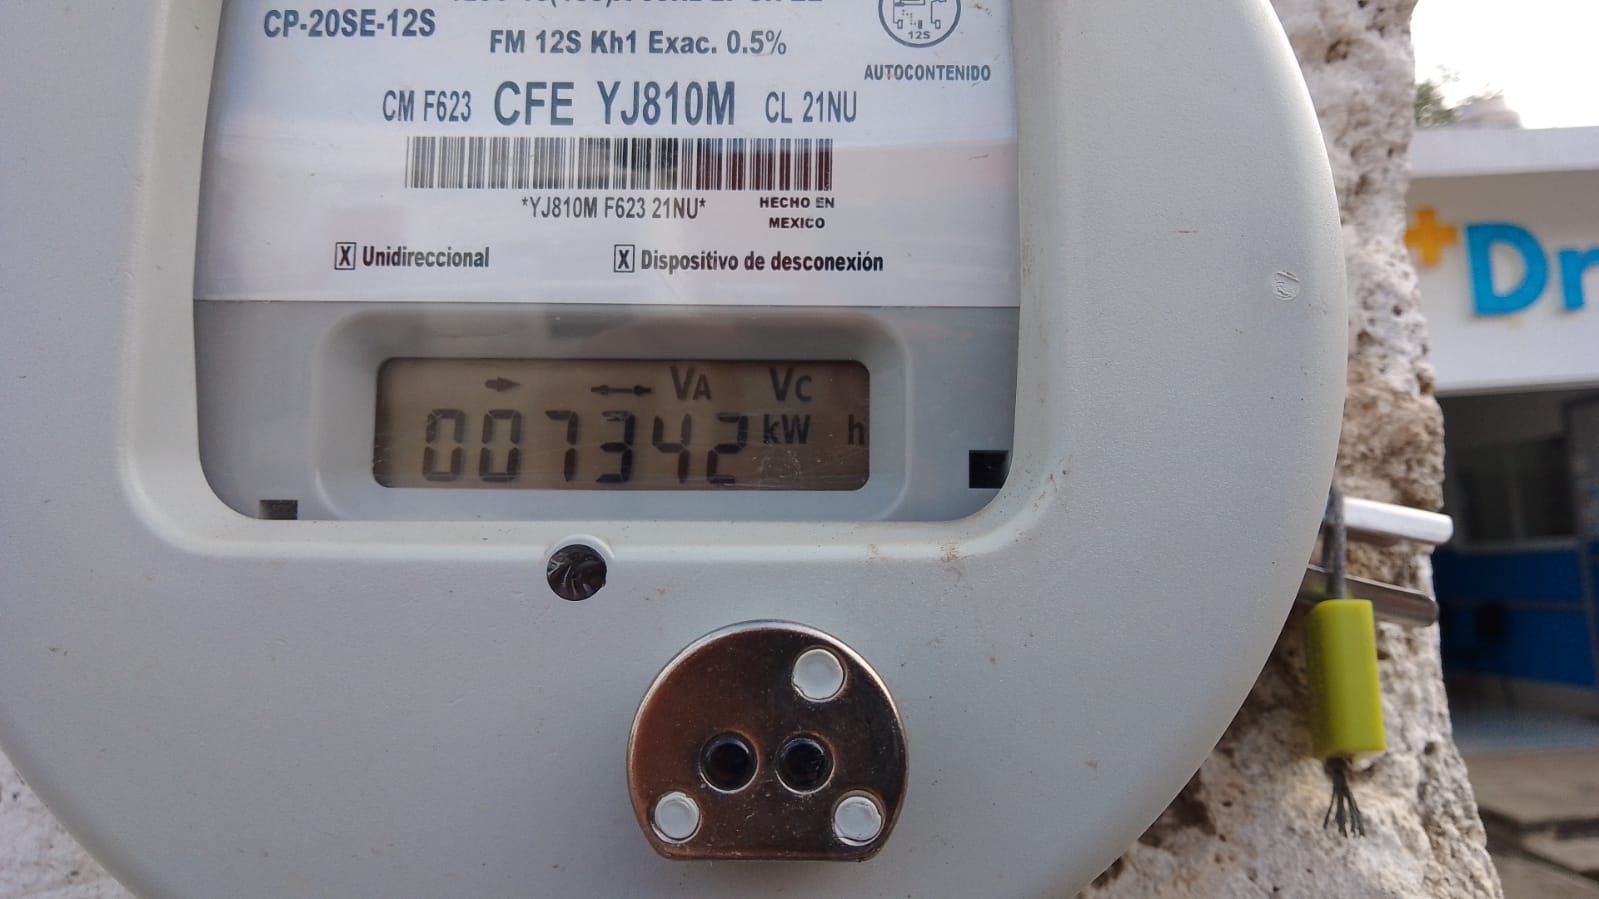 CP-20SE-12S
FM 12S Kh1 Exac. 0.5%
12S
AUTOCONTENIDO
CM F623 CFE YJ810M CL 21NU
*YJ810M F623 21NU*
HECHO EN
MEXICO
X Unidireccional
X Dispositivo de desconexión
VA VC
007342 kW h
+Dr